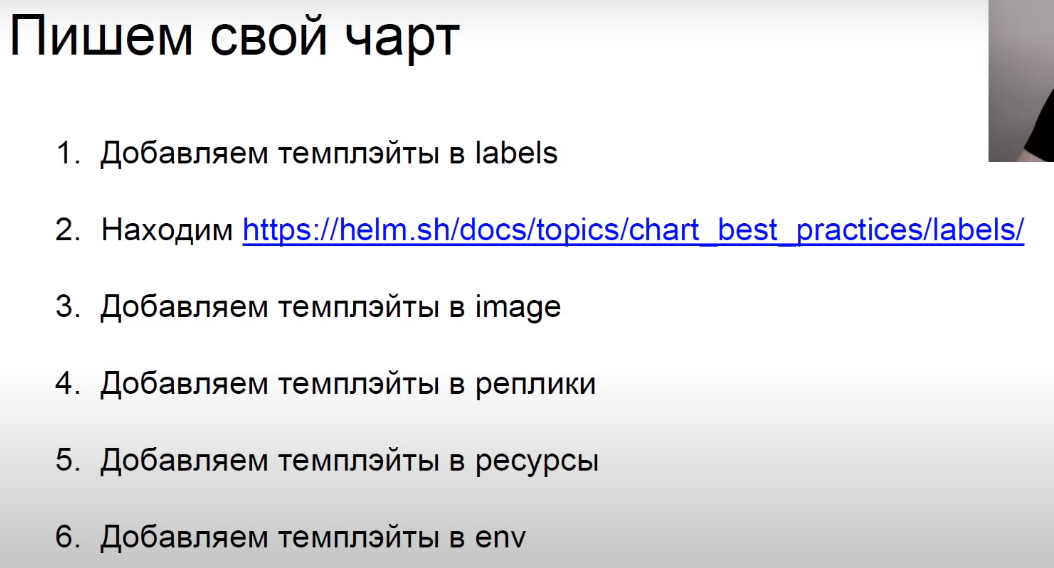 Пишем свой чарт
1. Добавляем темплэйты в labels
2. Находим https://helm.sh/docs/topics/chart_best_practices/labels/
3. Добавляем темплэйты в image
4. Добавляем темплэйты в реплики
5. Добавляем темплэйты в ресурсы
6. Добавляем темплэйты в env